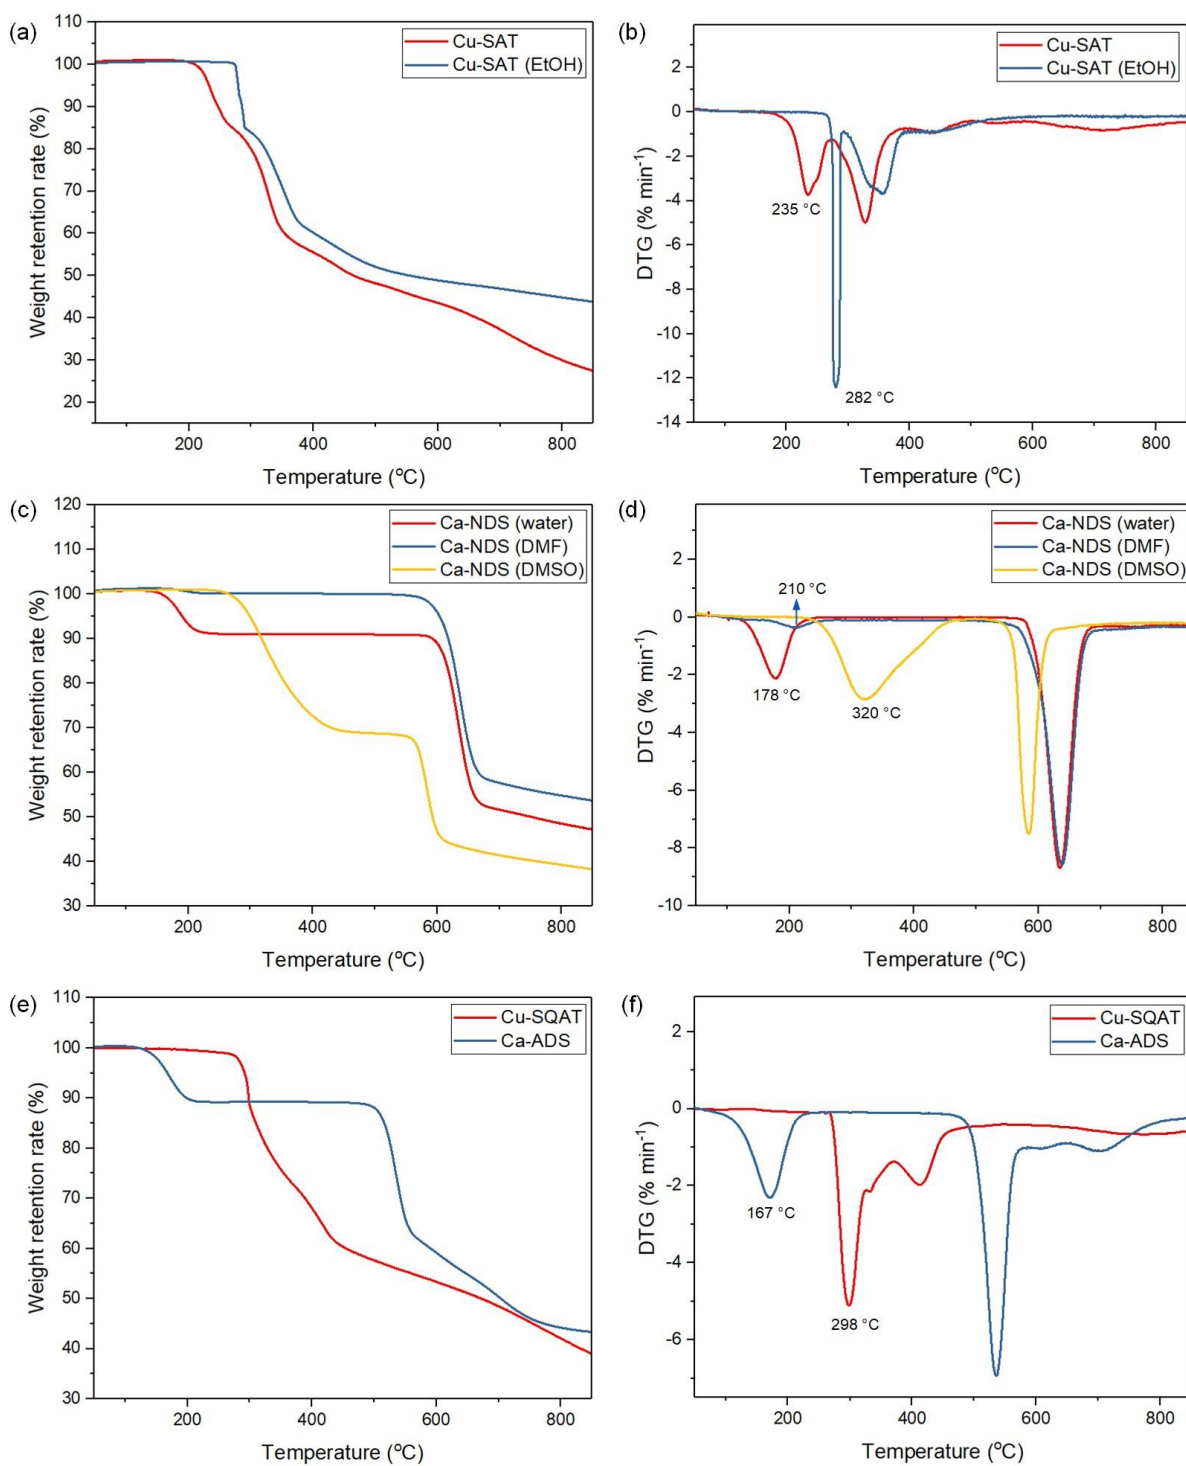 (a)
110
100
90
80
70
60
50
40
30
20
200
400
600
800
Weight retention rate (%)
Temperature (°C)
Cu-SAT
Cu-SAT (EtOH)
(b)
2
0
-2
-4
-6
-8
-10
-12
-14
200
400
600
800
DTG (% min⁻¹)
Temperature (°C)
Cu-SAT
Cu-SAT (EtOH)
235 °C
282 °C
(c)
120
110
100
90
80
70
60
50
40
30
200
400
600
800
Weight retention rate (%)
Temperature (°C)
Ca-NDS (water)
Ca-NDS (DMF)
Ca-NDS (DMSO)
(d)
2
0
-2
-4
-6
-8
-10
200
400
600
800
DTG (% min⁻¹)
Temperature (°C)
Ca-NDS (water)
Ca-NDS (DMF)
Ca-NDS (DMSO)
210 °C
178 °C
320 °C
(e)
110
100
90
80
70
60
50
40
30
200
400
600
800
Weight retention rate (%)
Temperature (°C)
Cu-SQAT
Ca-ADS
(f)
2
0
-2
-4
-6
200
400
600
800
DTG (% min⁻¹)
Temperature (°C)
Cu-SQAT
Ca-ADS
167 °C
298 °C